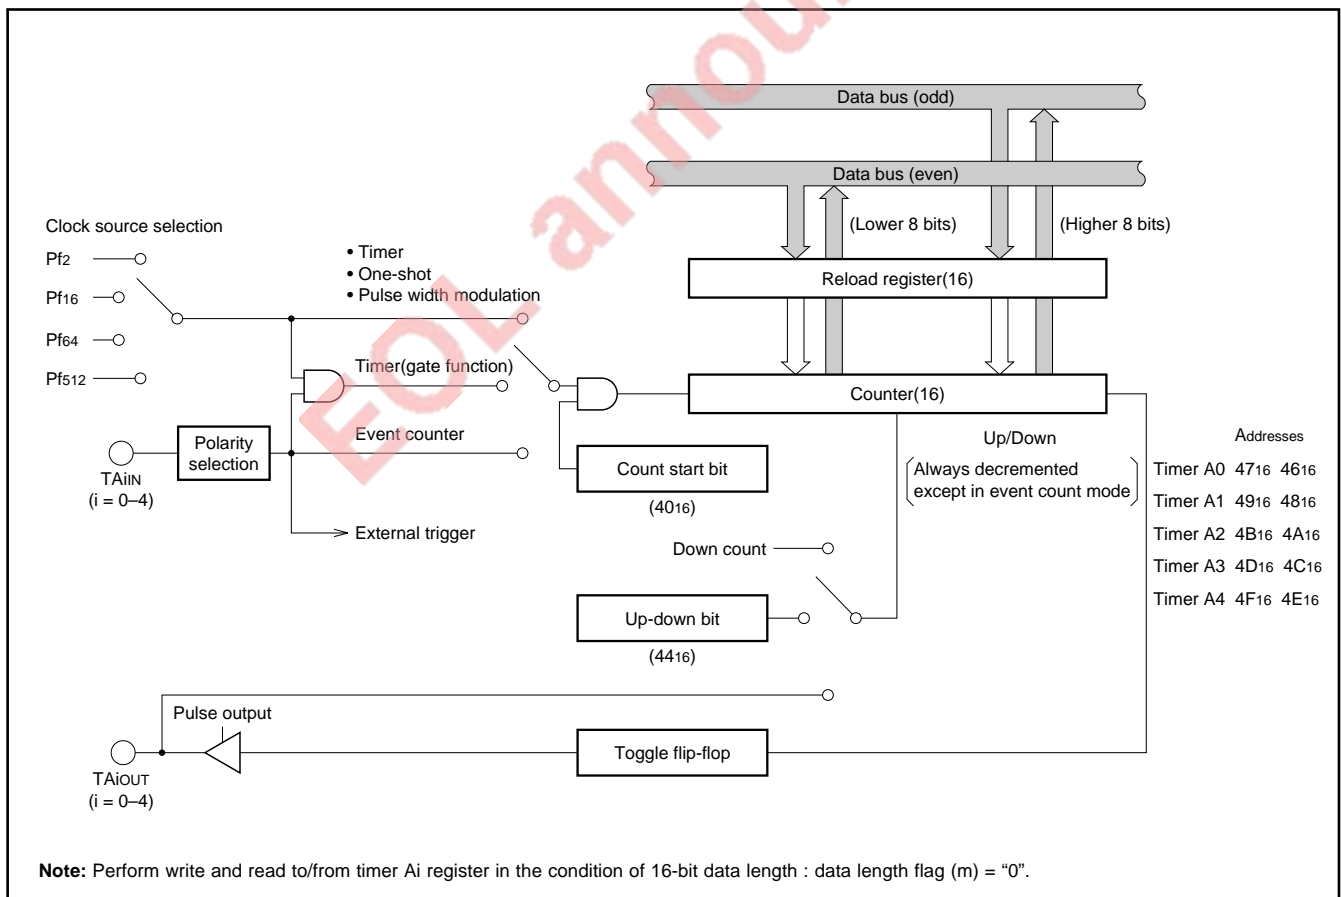 EOL announ
Data bus (odd)
Data bus (even)
(Lower 8 bits)
(Higher 8 bits)
Clock source selection
Pf2
Pf16
Pf64
Pf512
• Timer
• One-shot
• Pulse width modulation
Reload register(16)
Timer(gate function)
Counter(16)
Event counter
Polarity
selection
TAiIN
(i = 0–4)
External trigger
Count start bit
(4016)
Up/Down
Always decremented
except in event count mode
Addresses
Timer A0 4716 4616
Timer A1 4916 4816
Timer A2 4B16 4A16
Timer A3 4D16 4C16
Timer A4 4F16 4E16
Down count
Up-down bit
(4416)
Pulse output
Toggle flip-flop
TAiOUT
(i = 0–4)
Note: Perform write and read to/from timer Ai register in the condition of 16-bit data length : data length flag (m) = “0”.